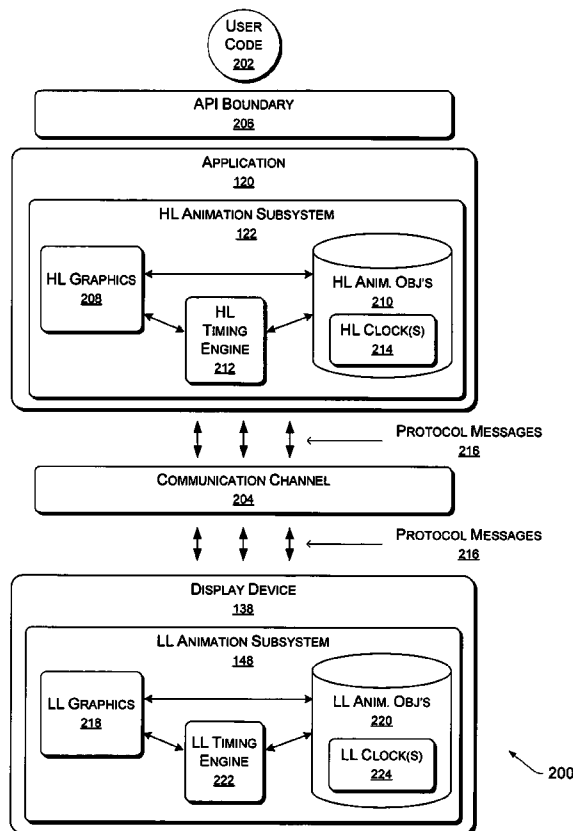 USER
CODE
202
API BOUNDARY
206
APPLICATION
120
HL ANIMATION SUBSYSTEM
122
HL GRAPHICS
208
HL
TIMING
ENGINE
212
HL ANIM. OBJ'S
210
HL CLOCK(S)
214
PROTOCOL MESSAGES
216
COMMUNICATION CHANNEL
204
PROTOCOL MESSAGES
216
DISPLAY DEVICE
138
LL ANIMATION SUBSYSTEM
148
LL GRAPHICS
218
LL TIMING
ENGINE
222
LL ANIM. OBJ'S
220
LL CLOCK(S)
224
200